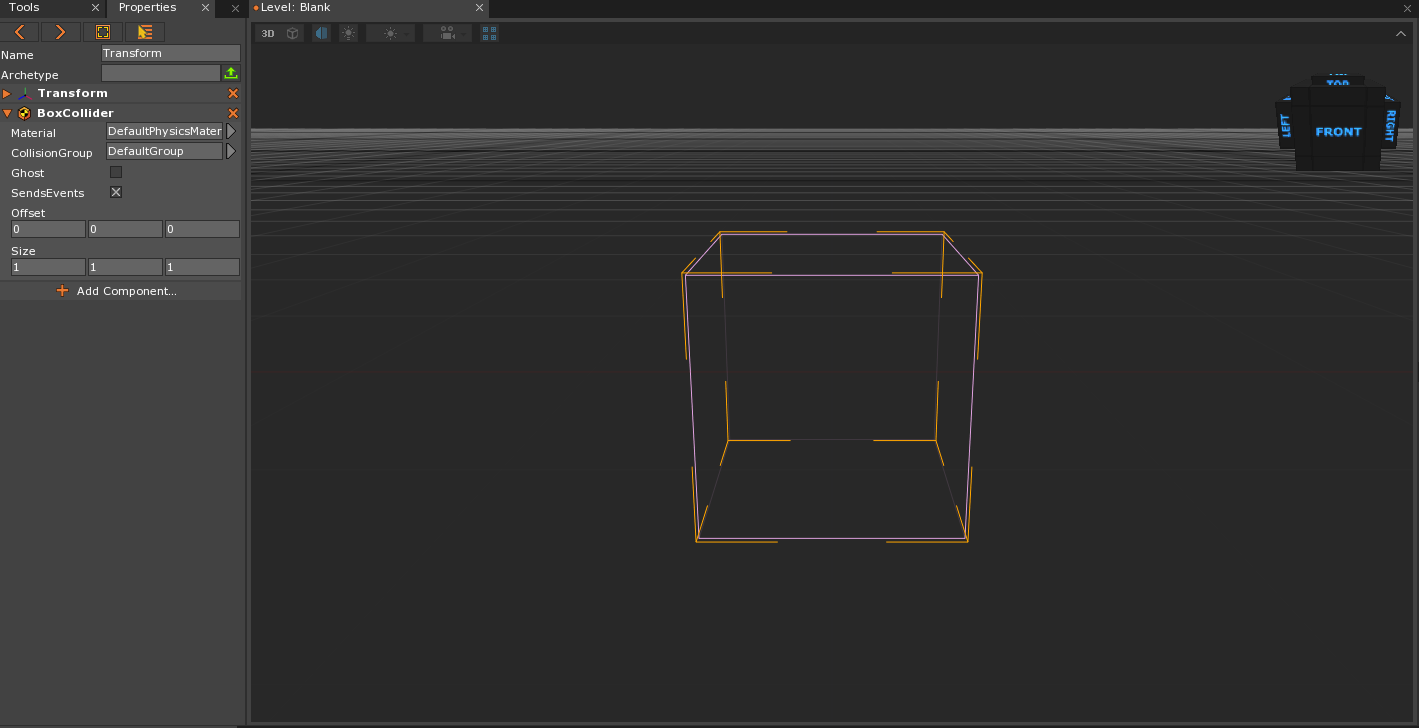 Tools
Properties
Level: Blank
3D
Name
Transform
Archetype
Transform
BoxCollider
Material
DefaultPhysicsMater
CollisionGroup
DefaultGroup
Ghost
SendsEvents
Offset
0
0
0
Size
1
1
1
Add Component...
TOP
LEFT
FRONT
RIGHT